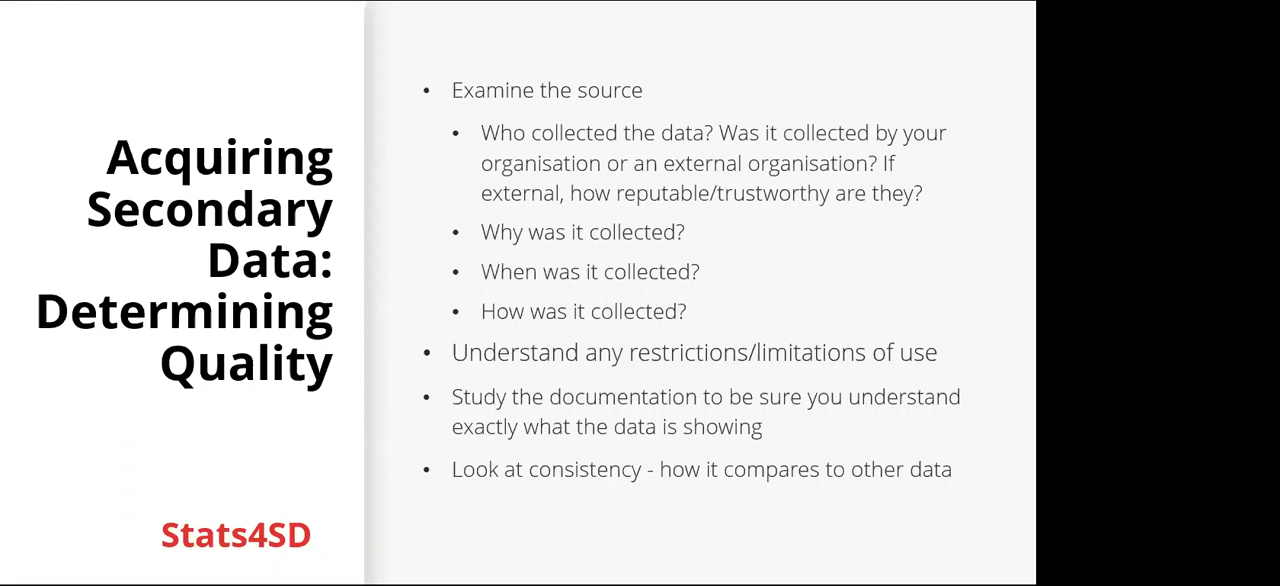 Acquiring
Secondary
Data:
Determining
Quality
Stats4SD
• Examine the source
• Who collected the data? Was it collected by your
organisation or an external organisation? If
external, how reputable/trustworthy are they?
• Why was it collected?
• When was it collected?
• How was it collected?
• Understand any restrictions/limitations of use
• Study the documentation to be sure you understand
exactly what the data is showing
• Look at consistency - how it compares to other data